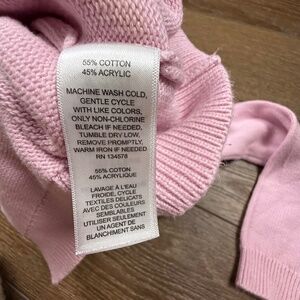 55% COTTON
45% ACRYLIC
MACHINE WASH COLD,
GENTLE CYCLE
WITH LIKE COLORS,
ONLY NON-CHLORINE
BLEACH IF NEEDED.
TUMBLE DRY LOW,
REMOVE PROMPTLY,
WARM IRON IF NEEDED
RN 134578
55% COTTON
45% ACRYLIQUE
LAVAGE À L'EAU
FROIDE, CYCLE
TEXTILES DELICATS
AVEC DES COULEURS
SEMBLABLES
UTILISER SEULEMENT
UN AGENT DE
BLANCHIMENT SANS